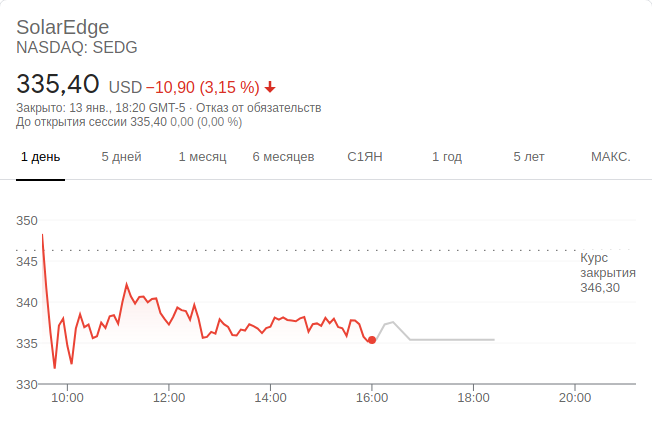 SolarEdge
NASDAQ: SEDG
335,40 USD −10,90 (3,15 %)
Закрыто: 13 янв., 18:20 GMT-5 · Отказ от обязательств
До открытия сессии 335,40 0,00 (0,00 %)
1 день 5 дней 1 месяц 6 месяцев С1ЯН 1 год 5 лет МАКС.
350
345
340
335
330
Курс
закрытия
346,30
10:00 12:00 14:00 16:00 18:00 20:00